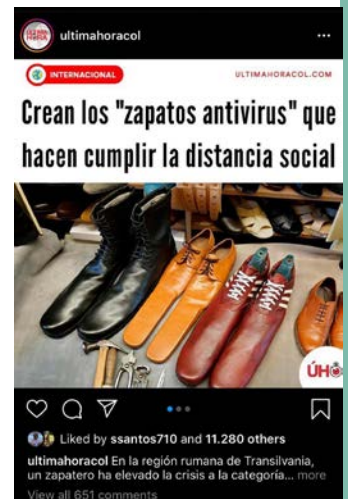 ÚLTIMA
HORA
ultimahoracol
INTERNACIONAL
ULTIMAHORACOL.COM
Crean los "zapatos antivirus" que
hacen cumplir la distancia social
ÚH
Liked by ssantos710 and 11.280 others
ultimahoracol En la región rumana de Transilvania,
un zapatero ha elevado la crisis a la categoría... more
View all 651 comments